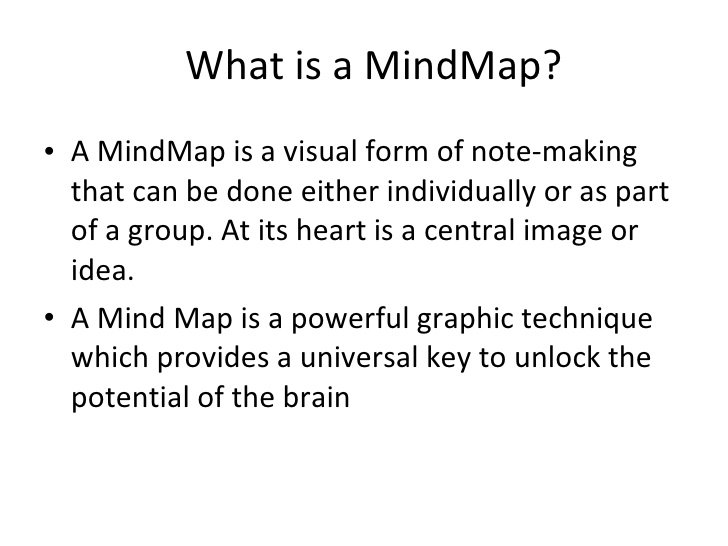 What is a MindMap?
• A MindMap is a visual form of note-making
that can be done either individually or as part
of a group. At its heart is a central image or
idea.
• A Mind Map is a powerful graphic technique
which provides a universal key to unlock the
potential of the brain